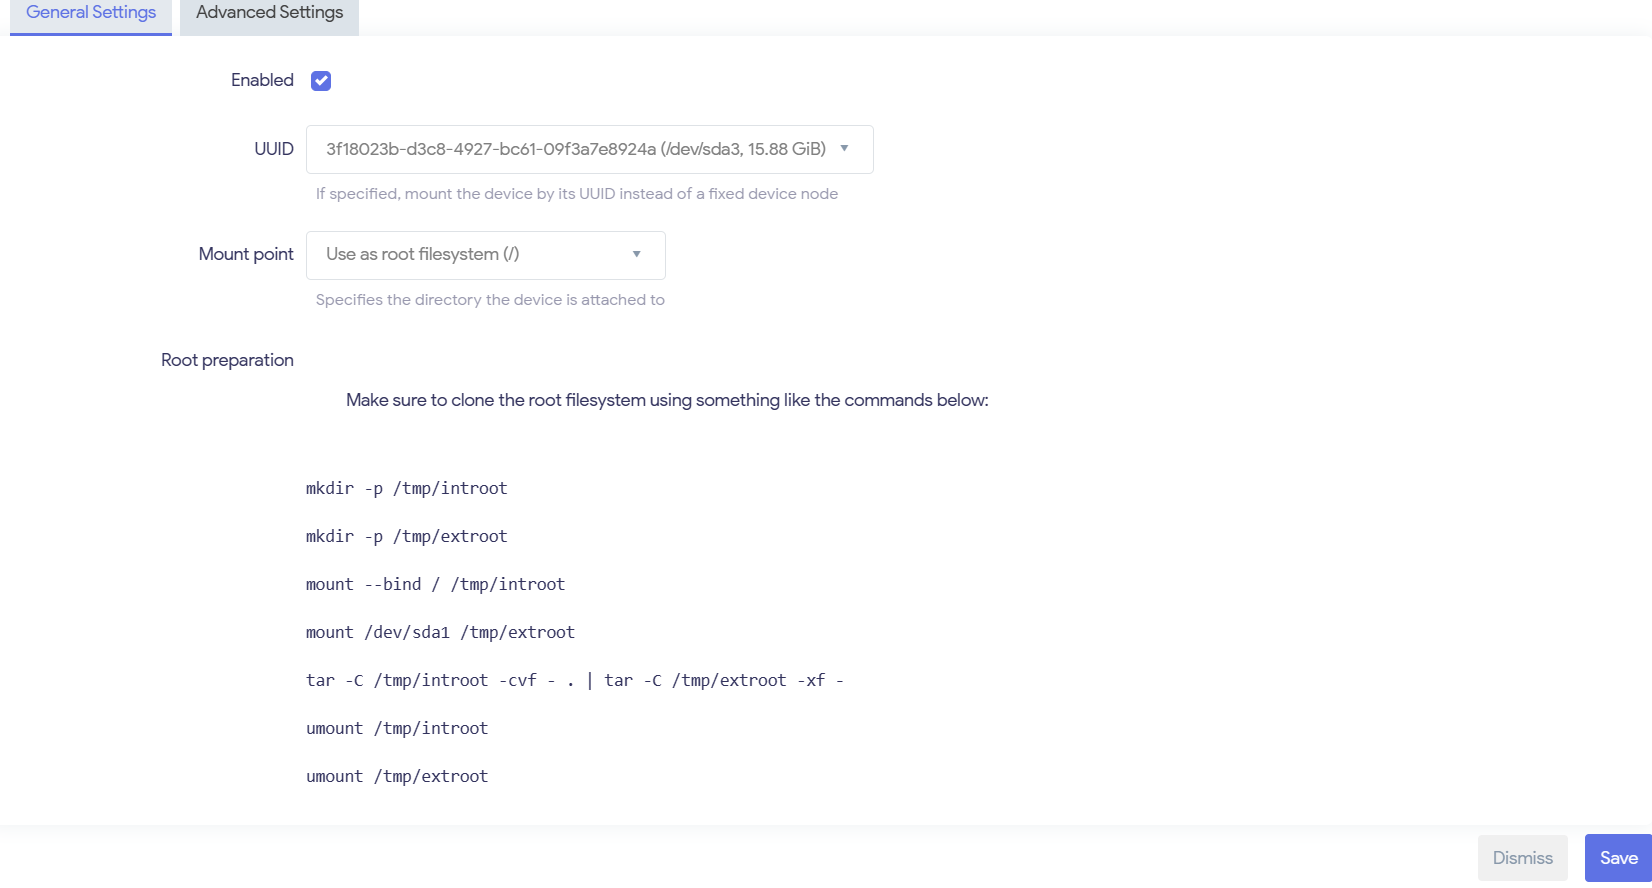 General Settings Advanced Settings
Enabled
UUID 3f18023b-d3c8-4927-bc61-09f3a7e8924a (/dev/sda3, 15.88 GiB)
If specified, mount the device by its UUID instead of a fixed device node
Mount point Use as root filesystem (/)
Specifies the directory the device is attached to
Root preparation
Make sure to clone the root filesystem using something like the commands below:
mkdir -p /tmp/introot
mkdir -p /tmp/extroot
mount --bind / /tmp/introot
mount /dev/sda1 /tmp/extroot
tar -C /tmp/introot -cvf - . | tar -C /tmp/extroot -xf -
umount /tmp/introot
umount /tmp/extroot
Dismiss Save